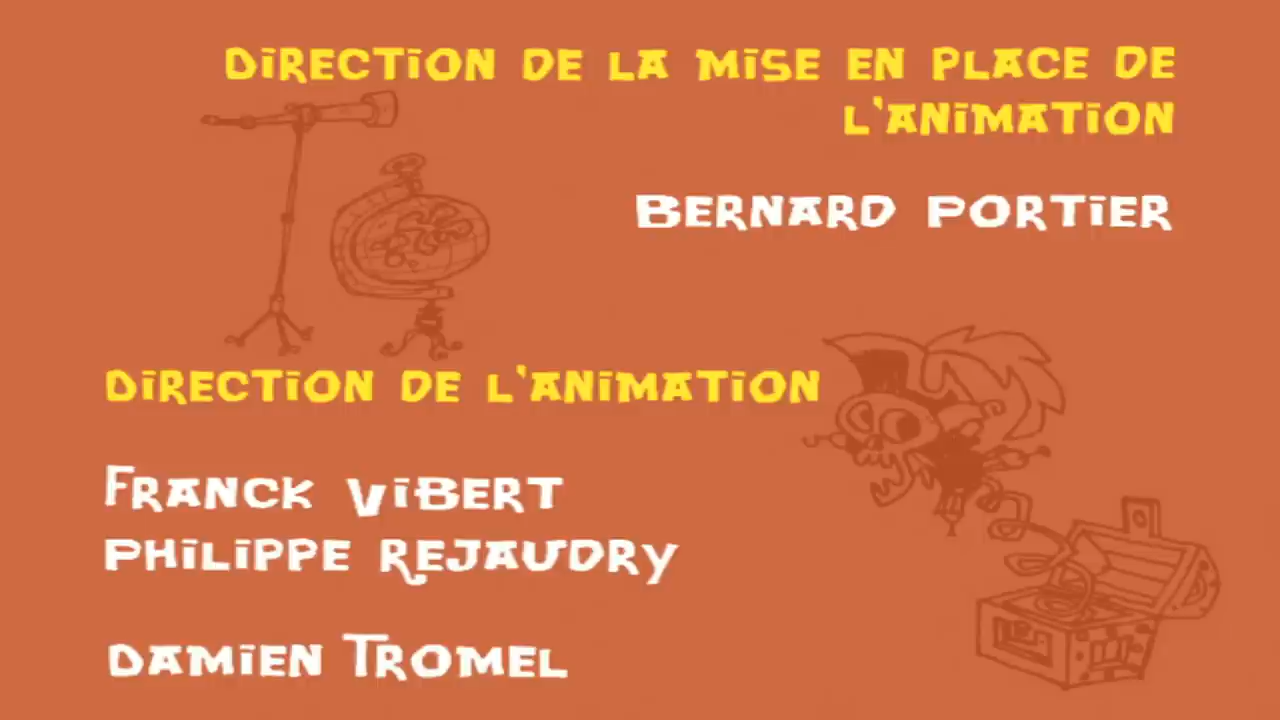 DIRECTION DE LA MISE EN PLACE DE
L'ANIMATION
BERNARD PORTIER
DIRECTION DE L'ANIMATION
FRANCK VIBERT
PHILIPPE REJAUDRY
DAMIEN TROMEL